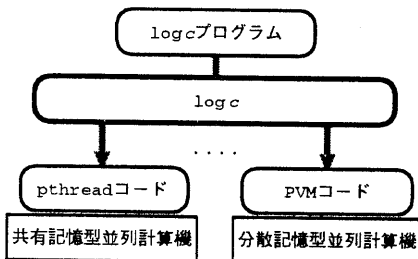 logcプログラム
logc
....
pthreadコード
PVMコード
共有記憶型並列計算機
分散記憶型並列計算機